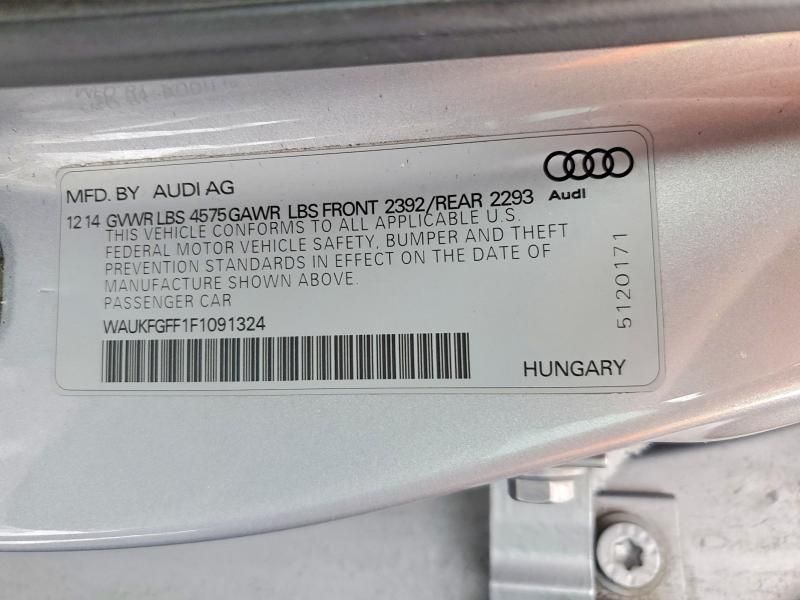 MFD. BY AUDI AG
Audi
12 14 GVWR LBS 4575 GAWR LBS FRONT 2392/REAR 2293
THIS VEHICLE CONFORMS TO ALL APPLICABLE U.S.
FEDERAL MOTOR VEHICLE SAFETY, BUMPER AND THEFT
PREVENTION STANDARDS IN EFFECT ON THE DATE OF
MANUFACTURE SHOWN ABOVE.
PASSENGER CAR
WAUKFGFF1F1091324
HUNGARY
5120171